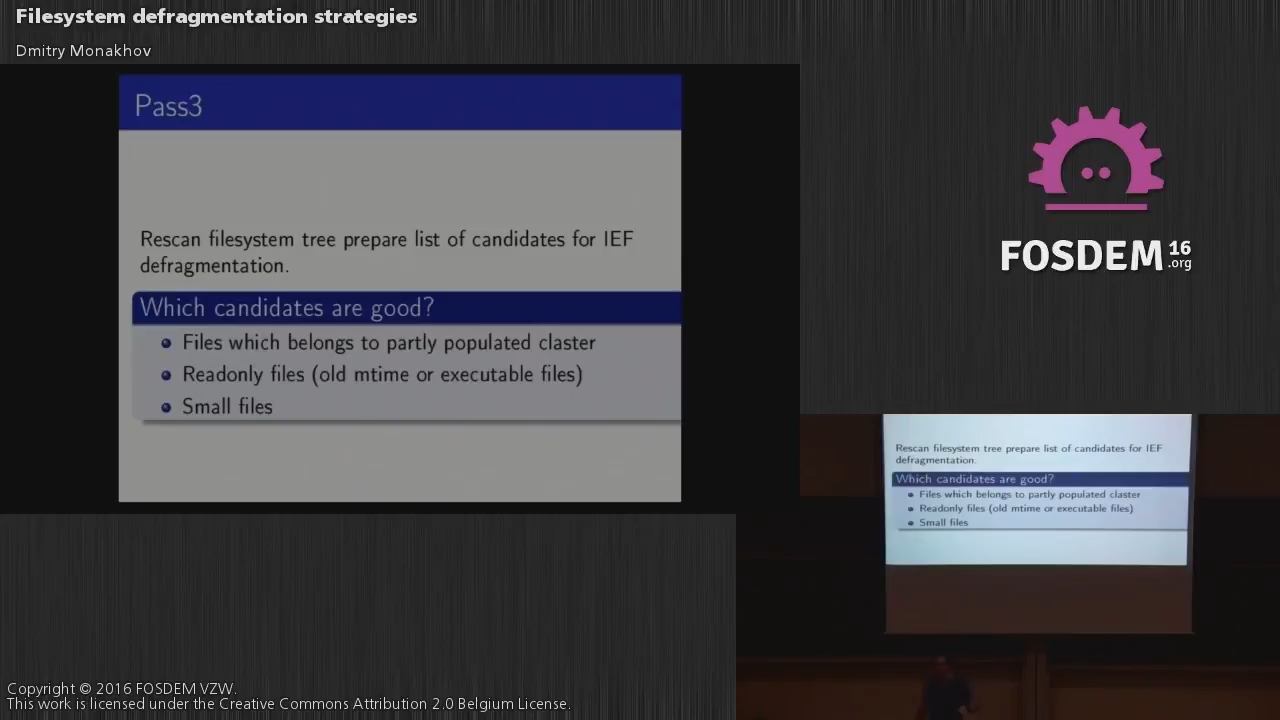 Filesystem defragmentation strategies
Dmitry Monakhov
Pass3
Rescan filesystem tree prepare list of candidates for IEF
defragmentation.
Which candidates are good?
Files which belongs to partly populated claster
Readonly files (old mtime or executable files)
Small files
FOSDEM 16
.org
Rescan filesystem tree prepare list of candidates for IEF
defragmentation.
Which candidates are good?
Files which belongs to partly populated claster
Readonly files (old mtime or executable files)
Small files
Copyright © 2016 FOSDEM VZW.
This work is licensed under the Creative Commons Attribution 2.0 Belgium License.